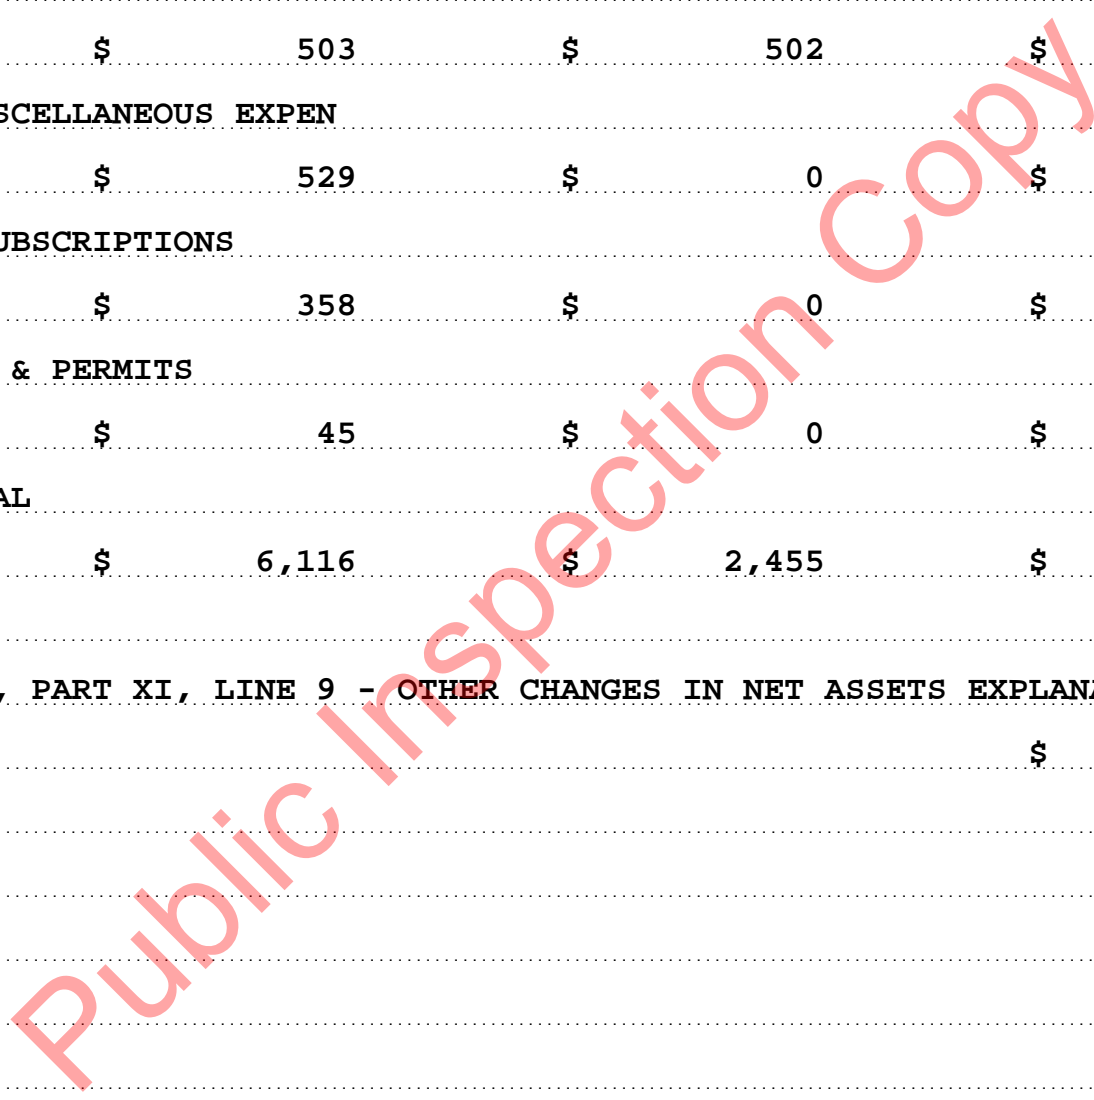 $ 503 $ 502 $
SCELLANEOUS EXPEN
$ 529 $ 0 $
UBSCRIPTIONS
$ 358 $ 0 $
& PERMITS
$ 45 $ 0 $
AL
$ 6,116 $ 2,455 $
, PART XI, LINE 9 - OTHER CHANGES IN NET ASSETS EXPLANA
$
Public Inspection Copy